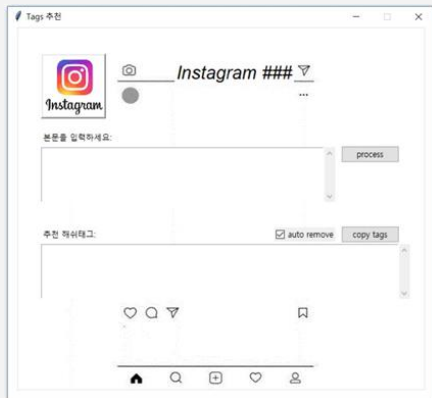 Tags 추천
Instagram
Instagram ###
본문을 입력하세요:
process
추천 해쉬태그:
auto remove
copy tags